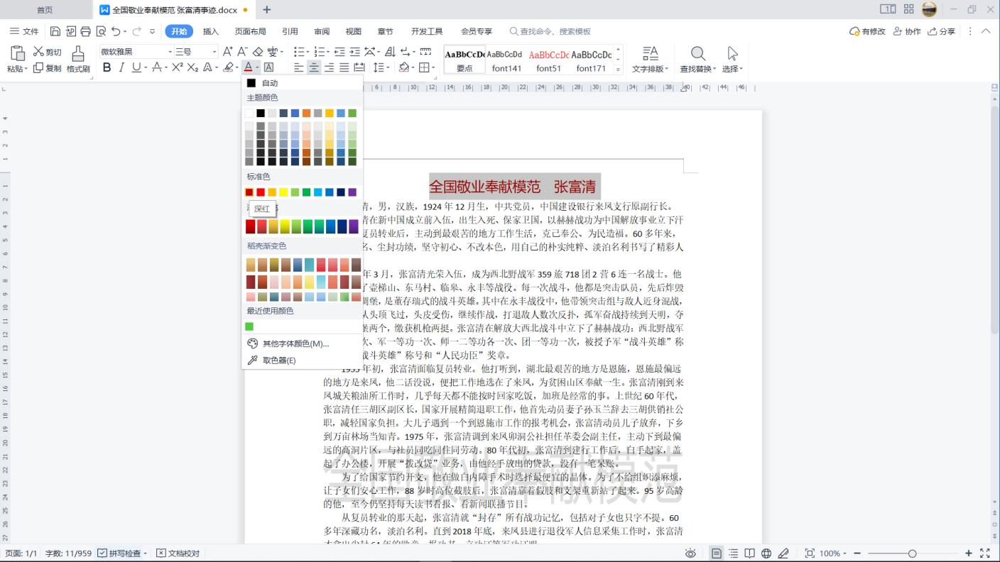 首页
全国敬业奉献模范 张富清事迹.docx
文件
开始
插入
页面布局
引用
审阅
视图
章节
开发工具
会员专享
查找命令、搜索模板
有修改
协作
分享
粘贴
剪切
复制
格式刷
微软雅黑
三号
AaBbCcDc
要点
AaBbCcDd
font141
AaBbCcDc
font51
AaBbCcDc
font171
文字排版
查找替换
选择
自动
主题颜色
标准色
深红
稻壳渐变色
最近使用颜色
其他字体颜色(M)...
取色器(E)
6 8 10 12 14 16 18 20 22 24 26 28 30 32 34 36 38 40 42 44 46
全国敬业奉献模范 张富清
清，男，汉族，1924 年 12 月生，中共党员，中国建设银行来凤支行原副行长。
清在新中国成立前入伍，出生入死、保家卫国，以赫赫战功为中国解放事业立下汗
复员转业后，主动到最艰苦的地方工作生活，克己奉公、为民造福。60 多年来，
名、尘封功绩，坚守初心、不改本色，用自己的朴实纯粹、淡泊名利书写了精彩人
年 3 月，张富清光荣入伍，成为西北野战军 359 旅 718 团 2 营 6 连一名战士。他
了壶梯山、东马村、临皋、永丰等战役。每一次战斗，他都是突击队员，先后炸毁
碉堡，是董存瑞式的战斗英雄。其中在永丰战役中，他带领突击组与敌人近身混战，
从头顶飞过，头皮受伤，继续作战，打退敌人数次反扑，孤军奋战持续到天明，夺
堡两个，缴获机枪两挺。张富清在解放大西北战斗中立下了赫赫战功：西北野战军
次、军一等功一次、师一二等功各一次、团一等功一次，被授予军“战斗英雄”称
战斗英雄”称号和“人民功臣”奖章。
1955 年初，张富清面临复员转业。他打听到，湖北最艰苦的地方是恩施，恩施最偏远
的地方是来凤，他二话没说，便把工作地选在了来凤，为贫困山区奉献一生。张富清刚到来
凤城关粮油所工作时，几乎每天都不能按时回家吃饭，加班是经常的事。上世纪 60 年代，
张富清任三胡区副区长，国家开展精简退职工作，他首先动员妻子孙玉兰辞去三胡供销社公
职，减轻国家负担。大儿子遇到一个到恩施市工作的报考机会，张富清动员儿子放弃，下乡
到万亩林场当知青。1975 年，张富清调到来凤卯洞公社担任革委会副主任，主动下到最偏
远的高洞片区，与社员同吃同住同劳动。80 年代初，张富清到建行工作后，白手起家，盖
起了办公楼，开展“拨改贷”业务，由他经手放出的贷款，没有一笔呆账。
为了给国家节约开支，他在做白内障手术时选择最便宜的晶体。为了不给组织添麻烦，
让子女们安心工作，88 岁时高位截肢后，张富清靠着假肢和支架重新站了起来。95 岁高龄
的他，至今仍坚持每天读书看报、看新闻联播节目。
从复员转业的那天起，张富清就“封存”所有战功记忆，包括对子女也只字不提。60
多年深藏功名，淡泊名利。直到 2018 年底，来凤县进行退役军人信息采集工作时，张富清
全国敬业奉献模范
页面: 1/1
字数: 11/959
拼写检查
文档校对
100%